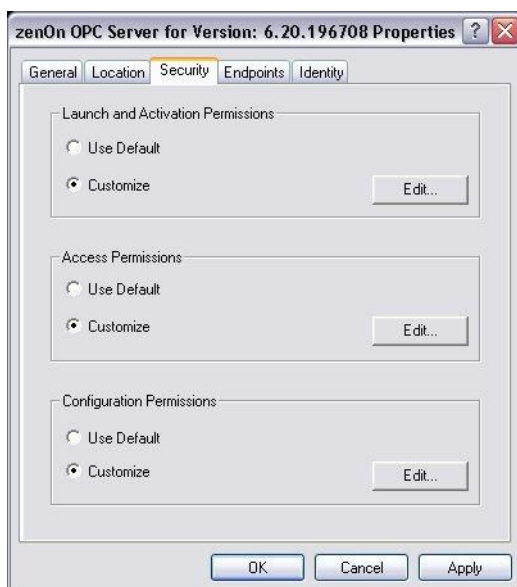 zenOn OPC Server for Version: 6.20.196708 Properties
General Location Security Endpoints Identity
Launch and Activation Permissions
Use Default
Customize
Edit...
Access Permissions
Use Default
Customize
Edit...
Configuration Permissions
Use Default
Customize
Edit...
OK Cancel Apply